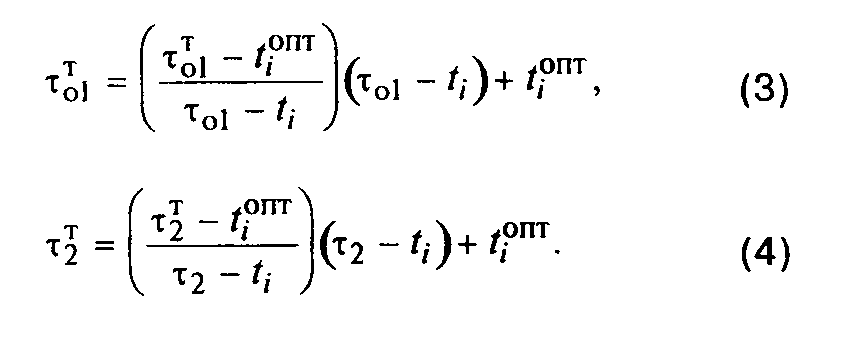 τ_{o1}^{т} = ( (τ_{o1}^{т} − t_i^{опт}) / (τ_{o1} − t_i) ) (τ_{o1} − t_i) + t_i^{опт}, (3)
τ_2^{т} = ( (τ_2^{т} − t_i^{опт}) / (τ_2 − t_i) ) (τ_2 − t_i) + t_i^{опт}. (4)